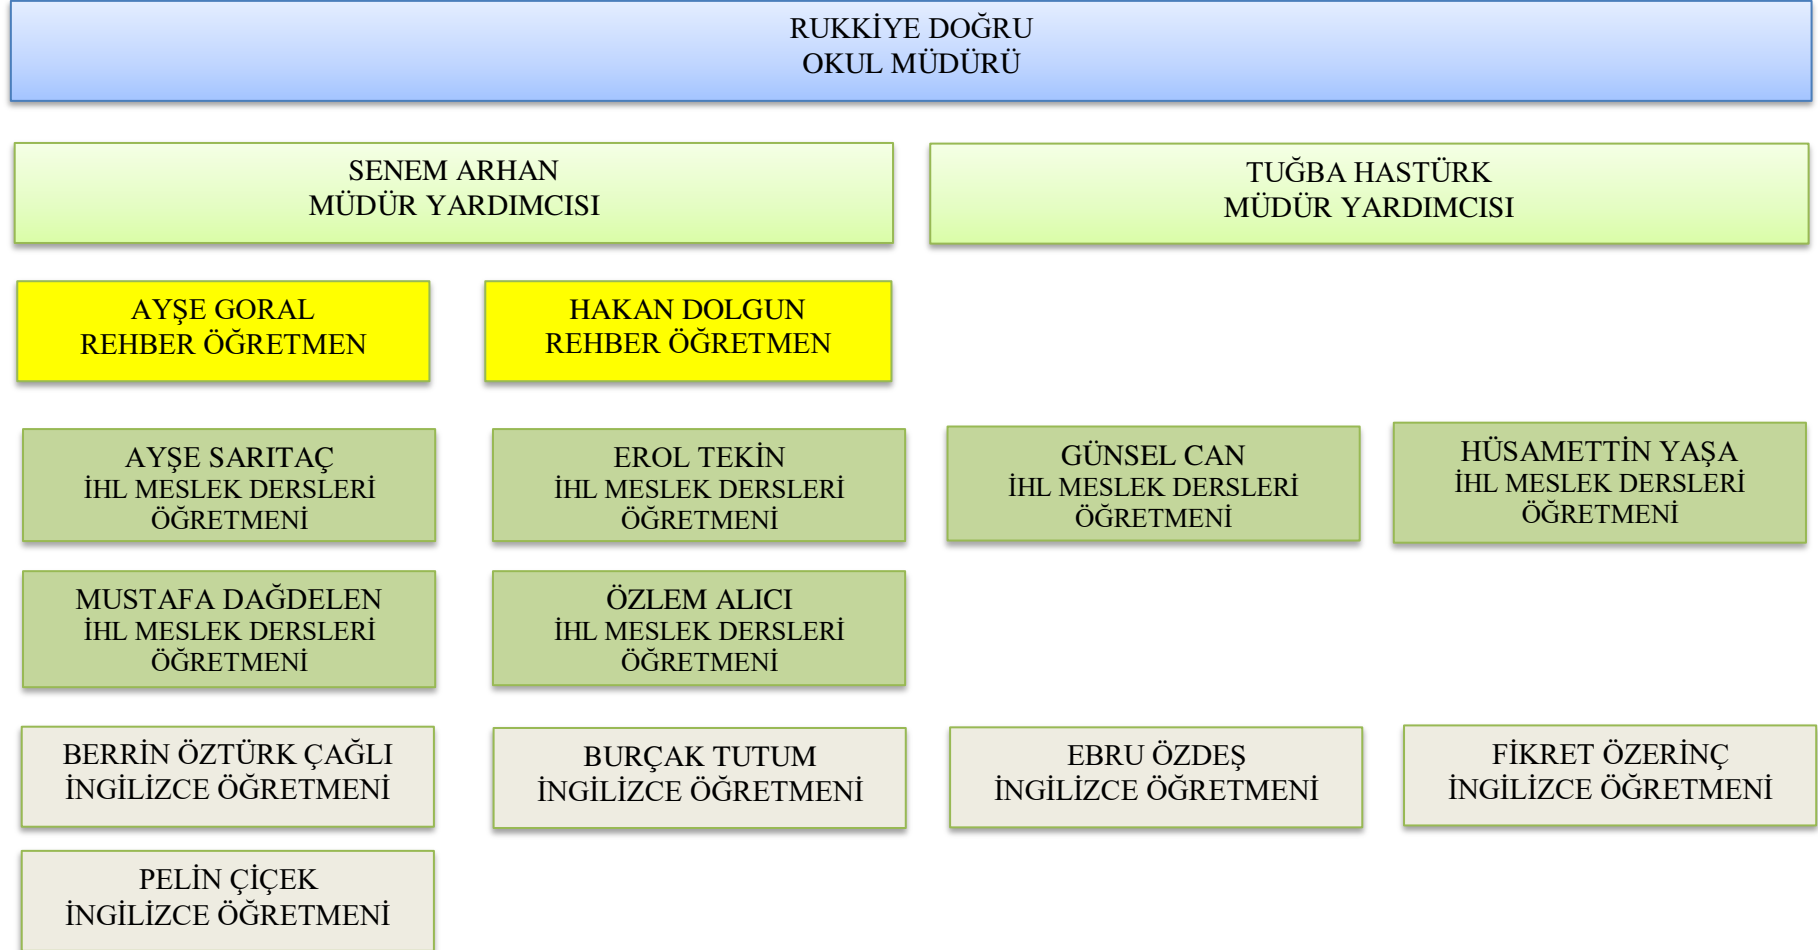 RUKKİYE DOĞRU
OKUL MÜDÜRÜ
SENEM ARHAN
MÜDÜR YARDIMCISI
TUĞBA HASTÜRK
MÜDÜR YARDIMCISI
AYŞE GORAL
REHBER ÖĞRETMEN
HAKAN DOLGUN
REHBER ÖĞRETMEN
AYŞE SARITAÇ
İHL MESLEK DERSLERİ
ÖĞRETMENİ
EROL TEKİN
İHL MESLEK DERSLERİ
ÖĞRETMENİ
GÜNSEL CAN
İHL MESLEK DERSLERİ
ÖĞRETMENİ
HÜSAMETTİN YAŞA
İHL MESLEK DERSLERİ
ÖĞRETMENİ
MUSTAFA DAĞDELEN
İHL MESLEK DERSLERİ
ÖĞRETMENİ
ÖZLEM ALICI
İHL MESLEK DERSLERİ
ÖĞRETMENİ
BERRİN ÖZTÜRK ÇAĞLI
İNGİLİZCE ÖĞRETMENİ
BURÇAK TUTUM
İNGİLİZCE ÖĞRETMENİ
EBRU ÖZDEŞ
İNGİLİZCE ÖĞRETMENİ
FİKRET ÖZERİNÇ
İNGİLİZCE ÖĞRETMENİ
PELİN ÇİÇEK
İNGİLİZCE ÖĞRETMENİ